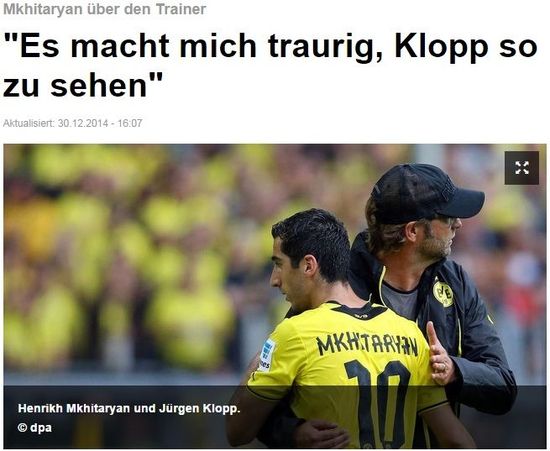 Mkhitaryan über den Trainer
"Es macht mich traurig, Klopp so
zu sehen"
Aktualisiert: 30.12.2014 - 16:07
BVB
MKHITARYAN
10
Henrikh Mkhitaryan und Jürgen Klopp.
© dpa